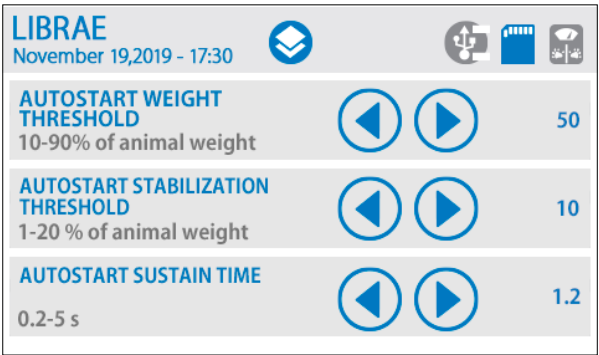 LIBRAE
November 19,2019 - 17:30
AUTOSTART WEIGHT
THRESHOLD
10-90% of animal weight
50
AUTOSTART STABILIZATION
THRESHOLD
1-20 % of animal weight
10
AUTOSTART SUSTAIN TIME
0.2-5 s
1.2